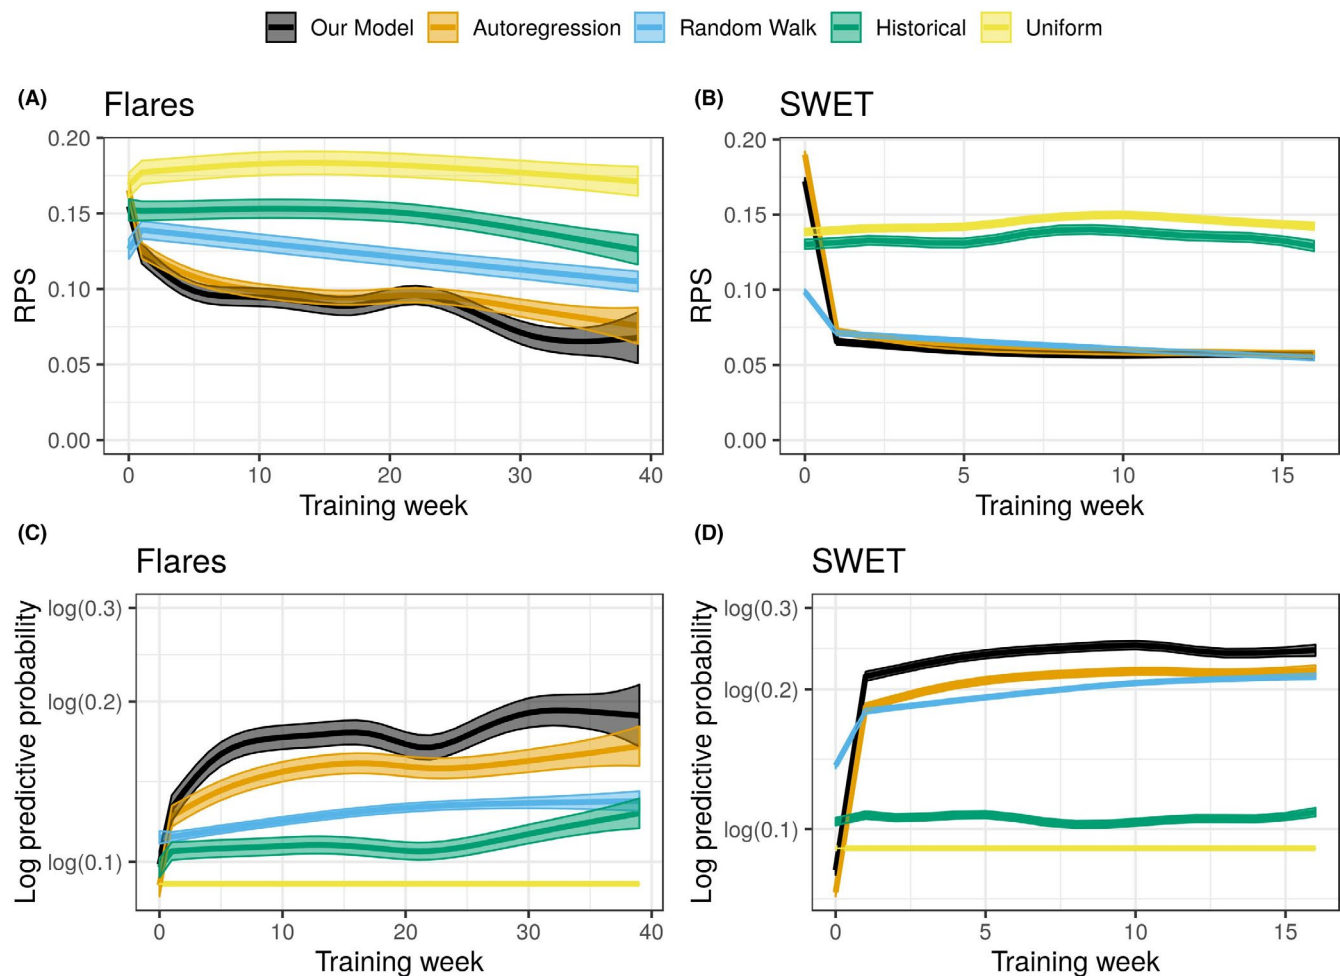 Our Model Autoregression Random Walk Historical Uniform
(A) Flares
0.20
0.15
0.10
0.05
0.00
RPS
0 10 20 30 40
Training week
(B) SWET
0.20
0.15
0.10
0.05
0.00
RPS
0 5 10 15
Training week
(C) Flares
log(0.3)
log(0.2)
log(0.1)
Log predictive probability
0 10 20 30 40
Training week
(D) SWET
log(0.3)
log(0.2)
log(0.1)
Log predictive probability
0 5 10 15
Training week